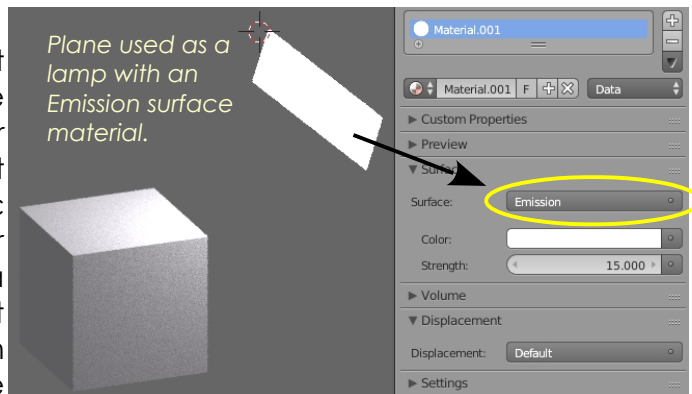 Plane used as a
lamp with an
Emission surface
material.
Material.001
Material.001 F Data
Custom Properties
Preview
Surface: Emission
Color:
Strength: 15.000
Volume
Displacement
Displacement: Default
Settings